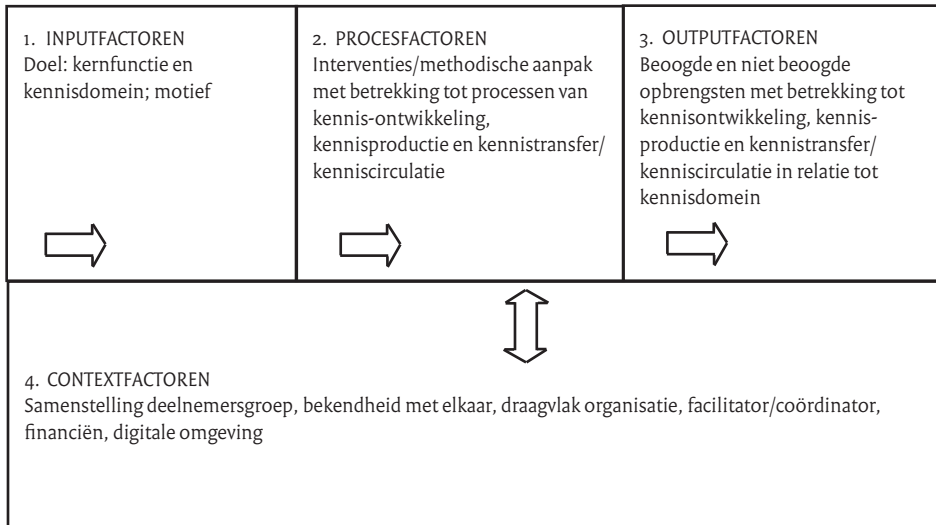 1. INPUTFACTOREN
Doel: kernfunctie en
kennisdomein; motief
2. PROCESFACTOREN
Interventies/methodische aanpak
met betrekking tot processen van
kennis-ontwikkeling,
kennisproductie en kennistransfer/
kenniscirculatie
3. OUTPUTFACTOREN
Beoogde en niet beoogde
opbrengsten met betrekking tot
kennisontwikkeling, kennis-
productie en kennistransfer/
kenniscirculatie in relatie tot
kennisdomein
4. CONTEXTFACTOREN
Samenstelling deelnemersgroep, bekendheid met elkaar, draagvlak organisatie, facilitator/coördinator,
financiën, digitale omgeving